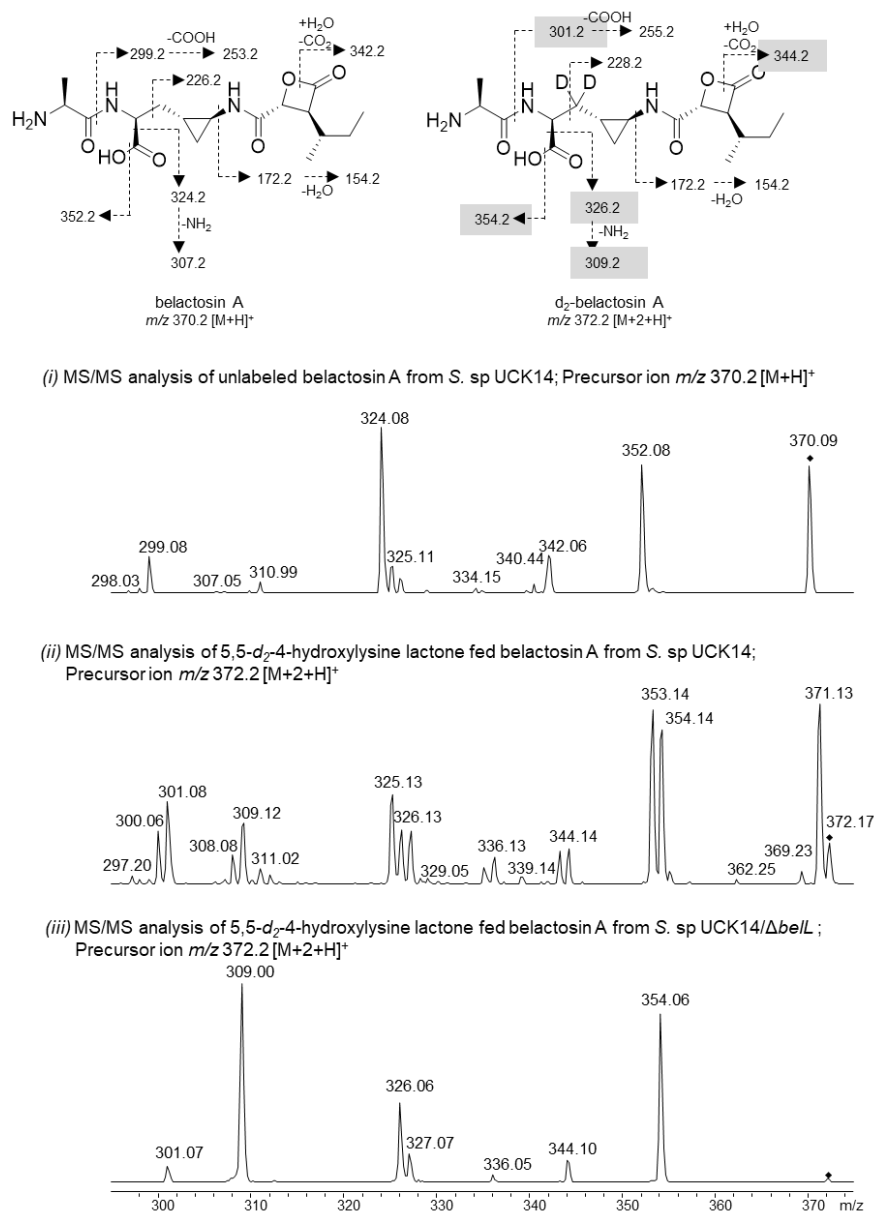 -COOH
299.2
253.2
+H₂O
-CO₂
342.2
226.2
O
O
H
N
H
N
H₂N
O
HO
O
O
172.2
-H₂O
154.2
324.2
352.2
-NH₂
307.2
belactosin A
m/z 370.2 [M+H]⁺
-COOH
301.2
255.2
+H₂O
-CO₂
344.2
228.2
D
D
O
O
H
N
H
N
H₂N
O
HO
O
O
172.2
-H₂O
154.2
354.2
326.2
-NH₂
309.2
d₂-belactosin A
m/z 372.2 [M+2+H]⁺
(i) MS/MS analysis of unlabeled belactosin A from S. sp UCK14; Precursor ion m/z 370.2 [M+H]⁺
324.08
352.08
370.09
299.08
325.11
340.44
342.06
298.03
307.05
310.99
334.15
(ii) MS/MS analysis of 5,5-d₂-4-hydroxylysine lactone fed belactosin A from S. sp UCK14;
Precursor ion m/z 372.2 [M+2+H]⁺
353.14
371.13
354.14
301.08
325.13
300.06
309.12
326.13
372.17
308.08
336.13
344.14
297.20
311.02
329.05
339.14
362.25
369.23
(iii) MS/MS analysis of 5,5-d₂-4-hydroxylysine lactone fed belactosin A from S. sp UCK14/ΔbelL ;
Precursor ion m/z 372.2 [M+2+H]⁺
309.00
354.06
326.06
301.07
327.07
336.05
344.10
300 310 320 330 340 350 360 370 m/z